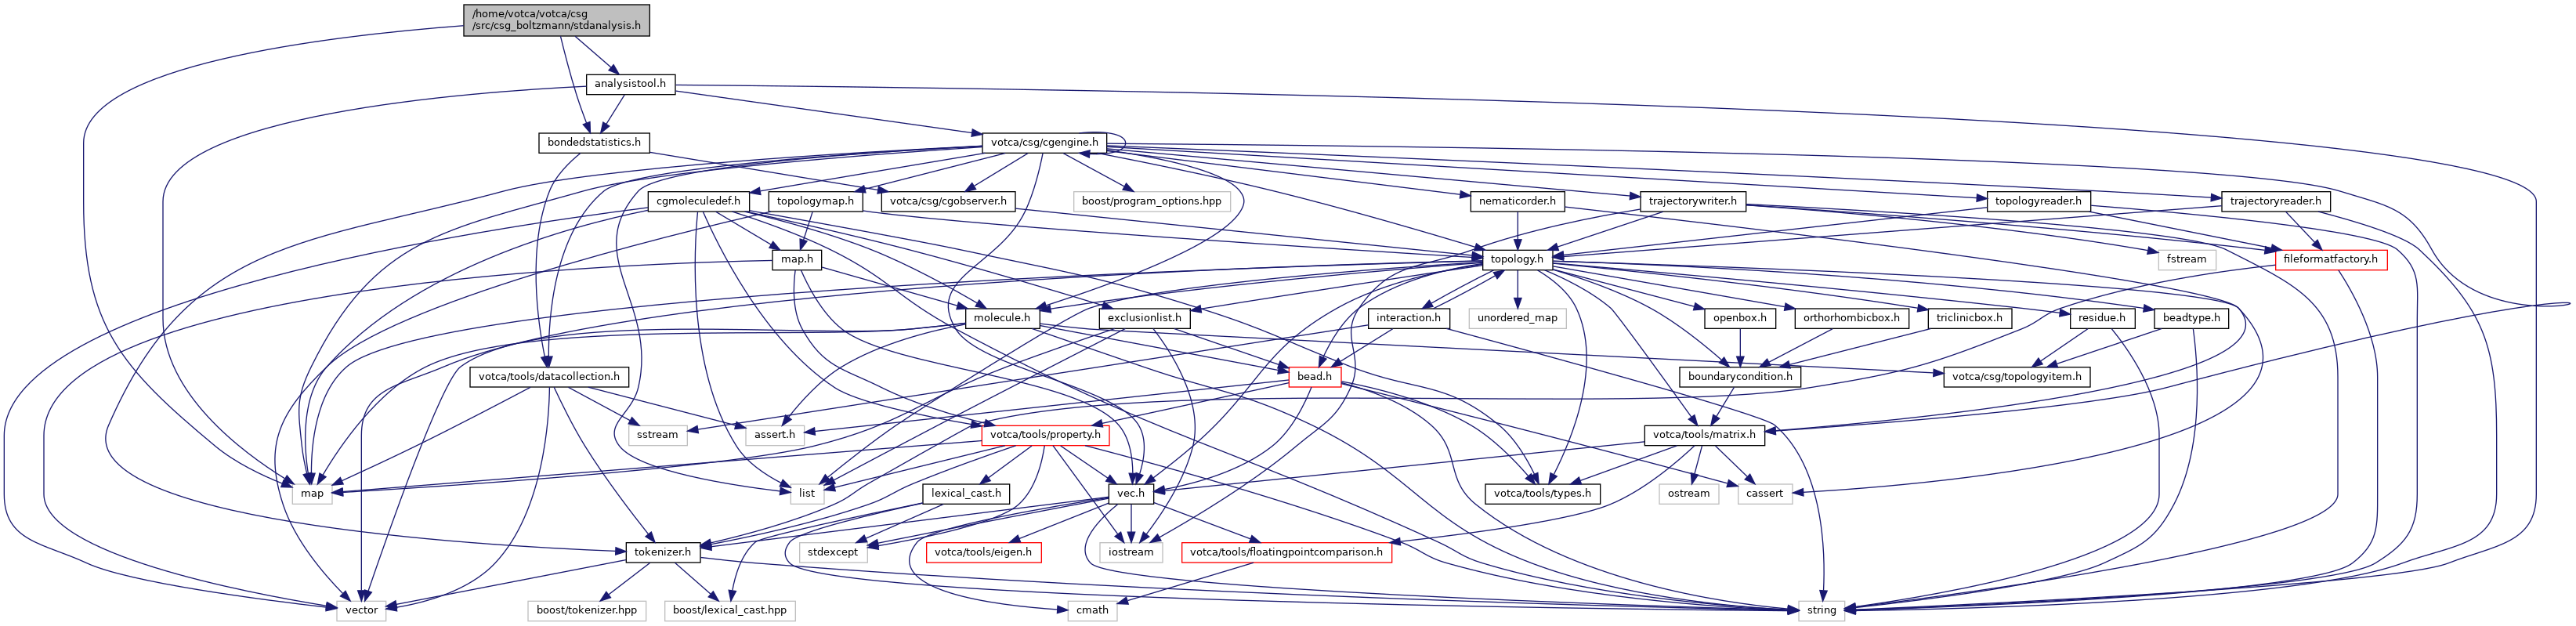 /home/votca/votca/csg
/src/csg_boltzmann/stdanalysis.h
analysistool.h
bondedstatistics.h
votca/csg/cgengine.h
cgmoleculedef.h
topologymap.h
votca/csg/cgobserver.h
boost/program_options.hpp
nematicorder.h
trajectorywriter.h
topologyreader.h
trajectoryreader.h
map.h
topology.h
fstream
fileformatfactory.h
molecule.h
exclusionlist.h
interaction.h
unordered_map
openbox.h
orthorhombicbox.h
triclinicbox.h
residue.h
beadtype.h
votca/tools/datacollection.h
bead.h
boundarycondition.h
votca/csg/topologyitem.h
sstream
assert.h
votca/tools/property.h
votca/tools/matrix.h
map
list
lexical_cast.h
vec.h
votca/tools/types.h
ostream
cassert
tokenizer.h
stdexcept
votca/tools/eigen.h
iostream
votca/tools/floatingpointcomparison.h
vector
boost/tokenizer.hpp
boost/lexical_cast.hpp
cmath
string